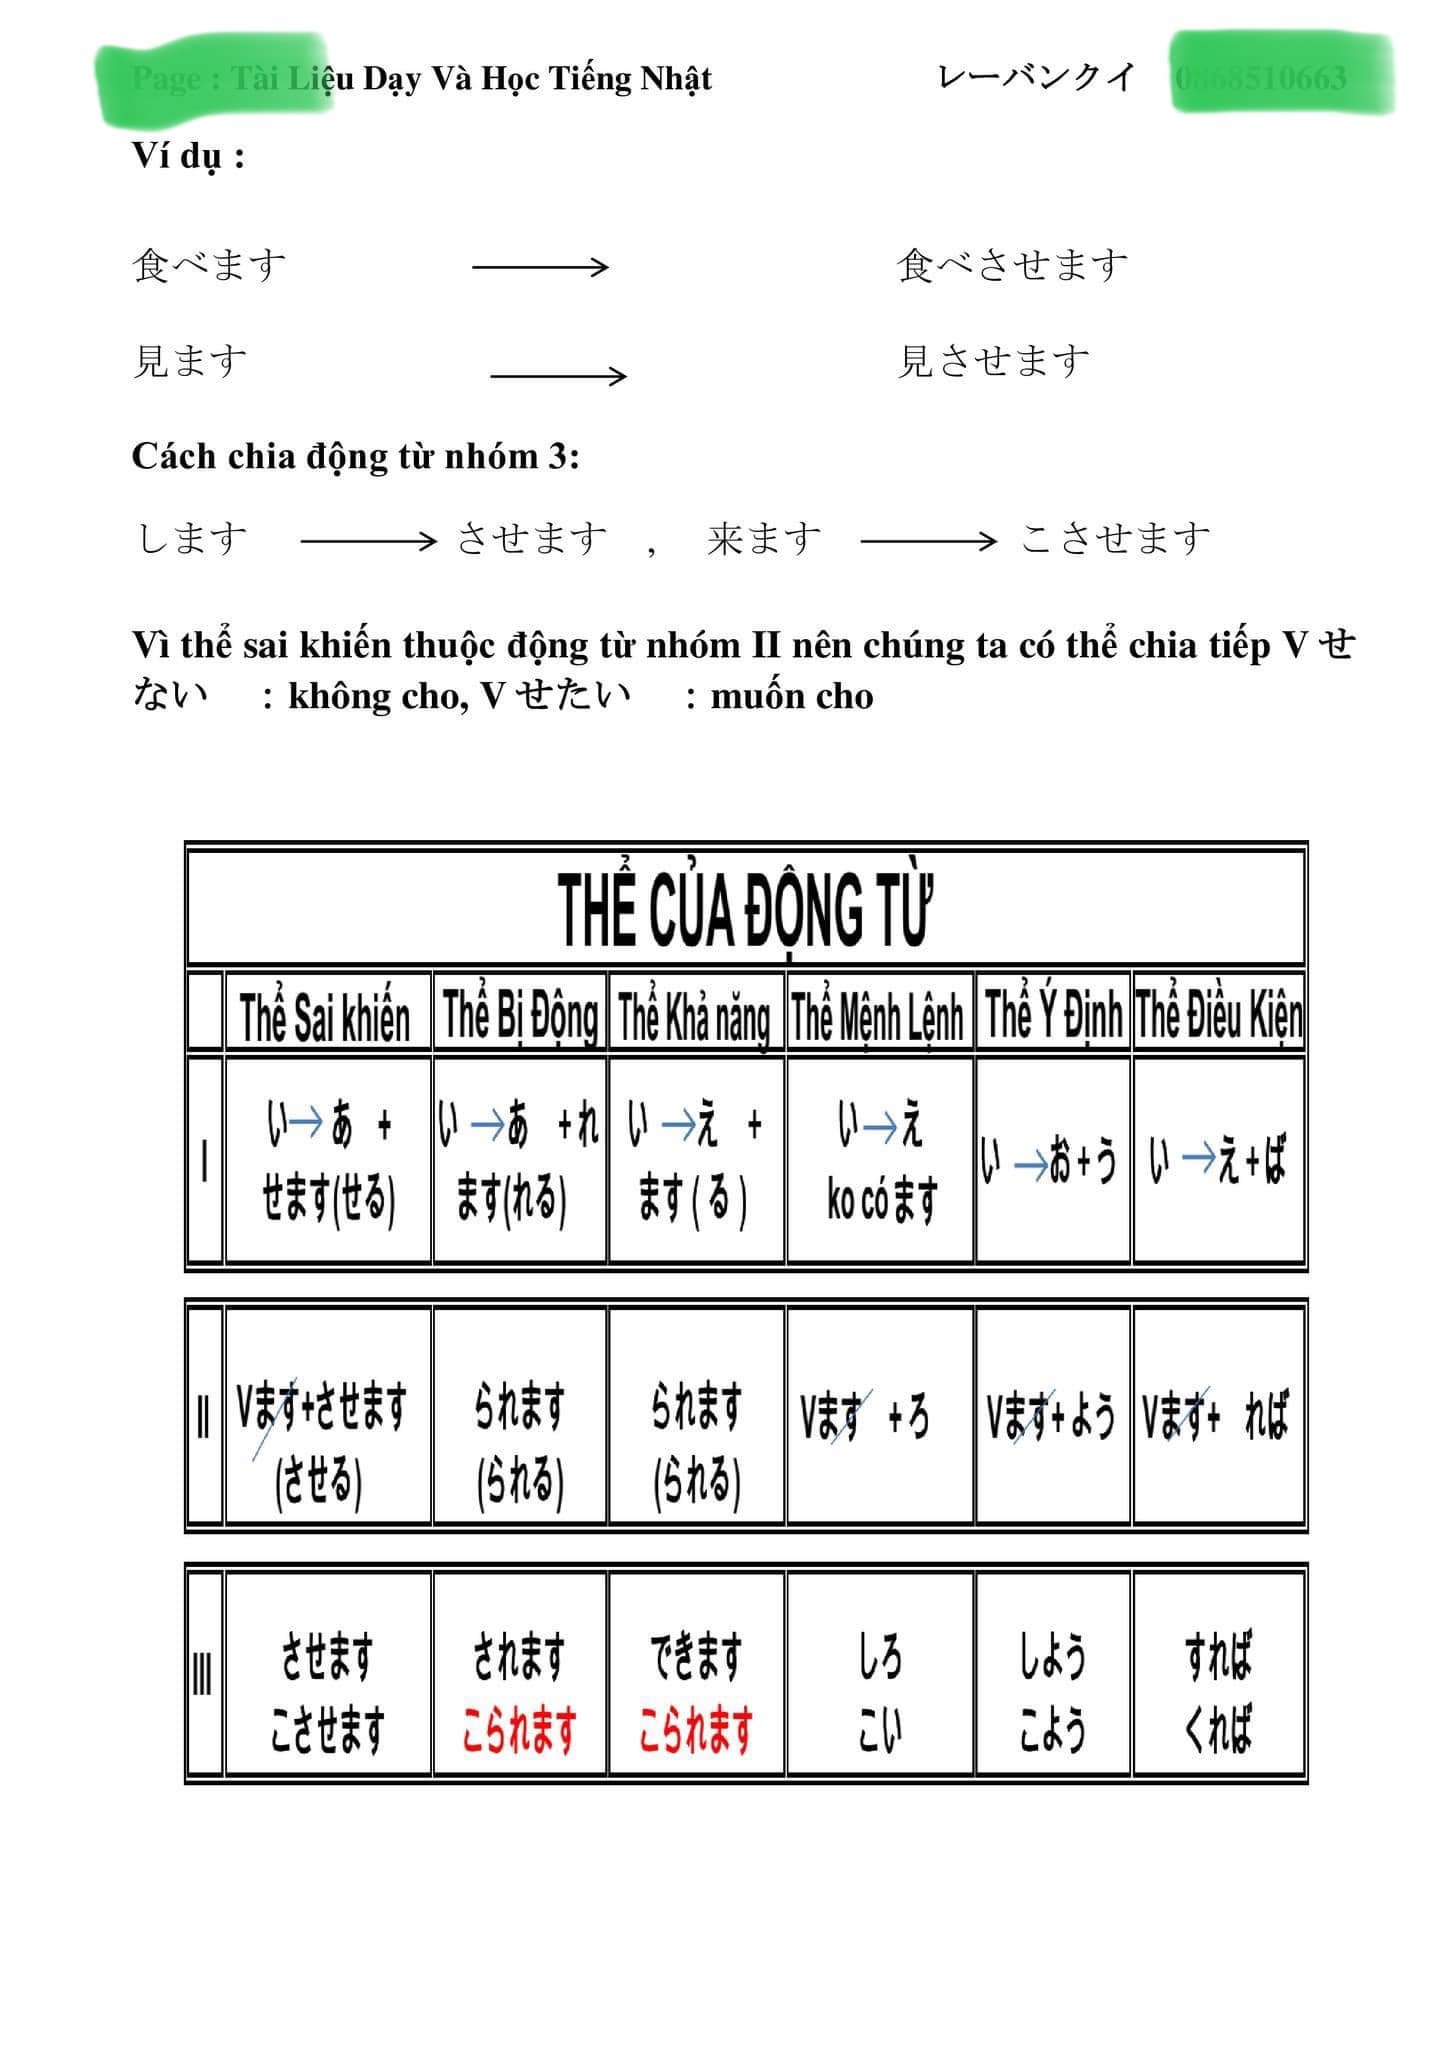 Page : Tài Liệu Dạy Và Học Tiếng Nhật レーバンクイ
Ví dụ :
食べます → 食べさせます
見ます → 見させます
Cách chia động từ nhóm 3:
します → させます , 来ます → こさせます
Vì thể sai khiến thuộc động từ nhóm II nên chúng ta có thể chia tiếp V せ
ない : không cho, V せたい : muốn cho
THỂ CỦA ĐỘNG TỪ
Thể Sai khiến Thể Bị Động Thể Khả năng Thể Mệnh Lệnh Thể Ý Định Thể Điều Kiện
I
い→あ +
せます(せる)
い→あ +れ
ます(れる)
い→え +
ます ( る )
い→え
ko có ます
い→お+う
い→え+ば
II
Vます+させます
(させる)
られます
(られる)
られます
(られる)
Vます +ろ
Vます+よう
Vます+ れば
III
させます
こさせます
されます
こられます
できます
こられます
しろ
こい
しよう
こよう
すれば
くれば